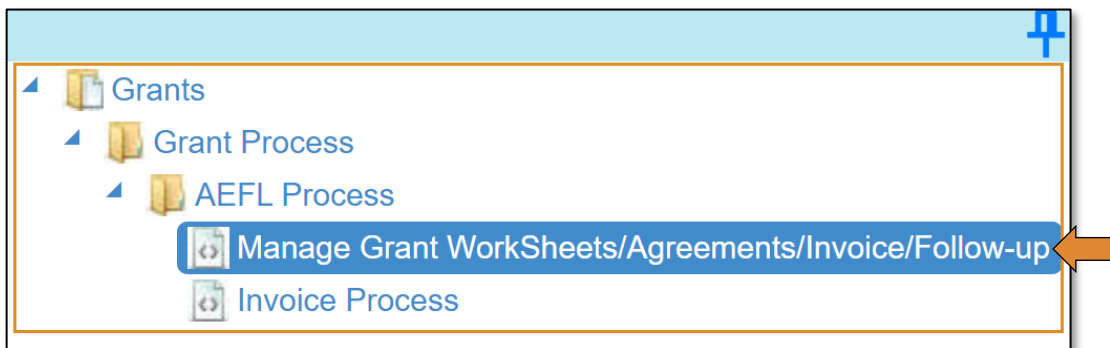 Grants
Grant Process
AEFL Process
Manage Grant WorkSheets/Agreements/Invoice/Follow-up
Invoice Process